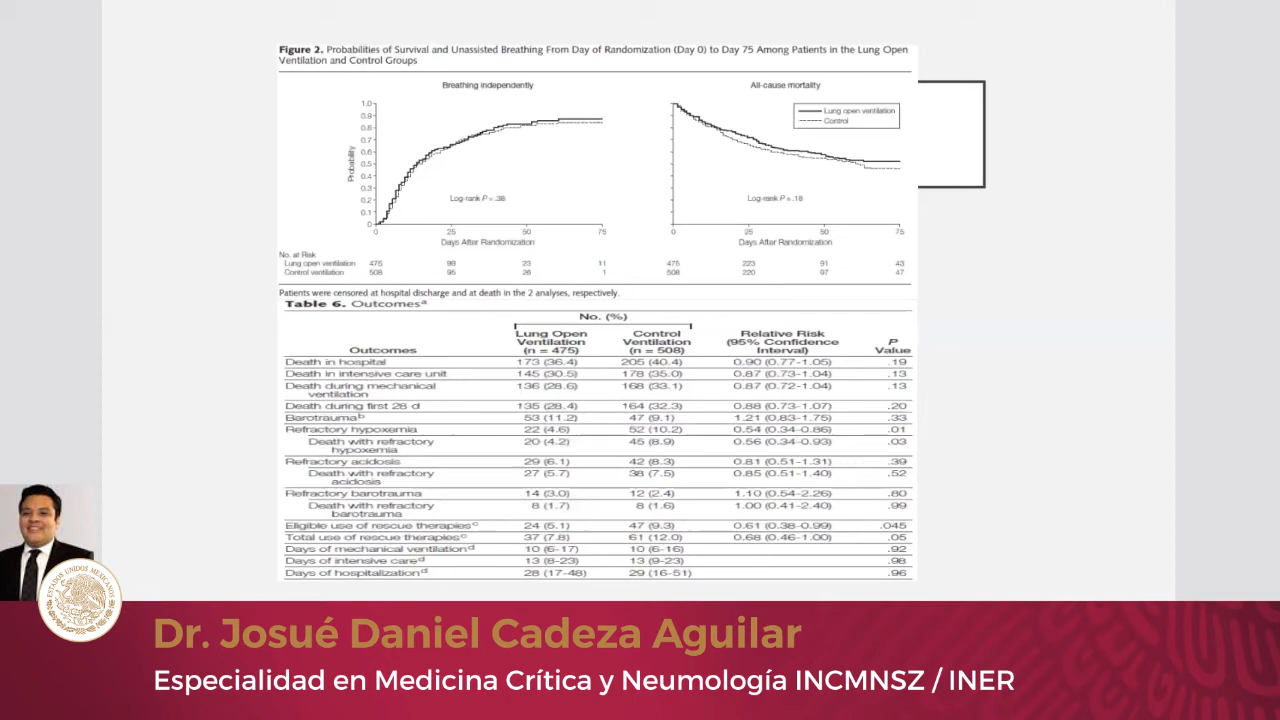 Figure 2. Probabilities of Survival and Unassisted Breathing From Day of Randomization (Day 0) to Day 75 Among Patients in the Lung Open
Ventilation and Control Groups
Breathing independently
All-cause mortality
1.0
0.9
0.8
0.7
0.6
0.5
0.4
0.3
0.2
0.1
0
Probability
Lung open ventilation
Control
Log-rank P = .38
Log-rank P = .18
0 25 50 75
0 25 50 75
Days After Randomization
Days After Randomization
No. at Risk
Lung open ventilation 475 98 23 11 475 223 91 43
Control ventilation 508 95 26 1 508 220 97 47
Patients were censored at hospital discharge and at death in the 2 analyses, respectively.
Table 6. Outcomesa
No. (%)
Outcomes Lung Open Ventilation (n = 475) Control Ventilation (n = 508) Relative Risk (95% Confidence Interval) P Value
Death in hospital 173 (36.4) 205 (40.4) 0.90 (0.77-1.05) .19
Death in intensive care unit 145 (30.5) 178 (35.0) 0.87 (0.73-1.04) .13
Death during mechanical ventilation 136 (28.6) 168 (33.1) 0.87 (0.72-1.04) .13
Death during first 28 d 135 (28.4) 164 (32.3) 0.88 (0.73-1.07) .20
Barotraumab 53 (11.2) 47 (9.1) 1.21 (0.83-1.75) .33
Refractory hypoxemia 22 (4.6) 52 (10.2) 0.54 (0.34-0.86) .01
Death with refractory hypoxemia 20 (4.2) 45 (8.9) 0.56 (0.34-0.93) .03
Refractory acidosis 29 (6.1) 42 (8.3) 0.81 (0.51-1.31) .39
Death with refractory acidosis 27 (5.7) 38 (7.5) 0.85 (0.51-1.40) .52
Refractory barotrauma 14 (3.0) 12 (2.4) 1.10 (0.54-2.26) .80
Death with refractory barotrauma 8 (1.7) 8 (1.6) 1.00 (0.41-2.40) .99
Eligible use of rescue therapiesc 24 (5.1) 47 (9.3) 0.61 (0.38-0.99) .045
Total use of rescue therapiesc 37 (7.8) 61 (12.0) 0.68 (0.46-1.00) .05
Days of mechanical ventilationd 10 (6-17) 10 (6-16) .92
Days of intensive cared 13 (8-23) 13 (9-23) .98
Days of hospitalizationd 28 (17-48) 29 (16-51) .96
ESTADOS UNIDOS MEXICANOS
Dr. Josué Daniel Cadeza Aguilar
Especialidad en Medicina Crítica y Neumología INCMNSZ / INER